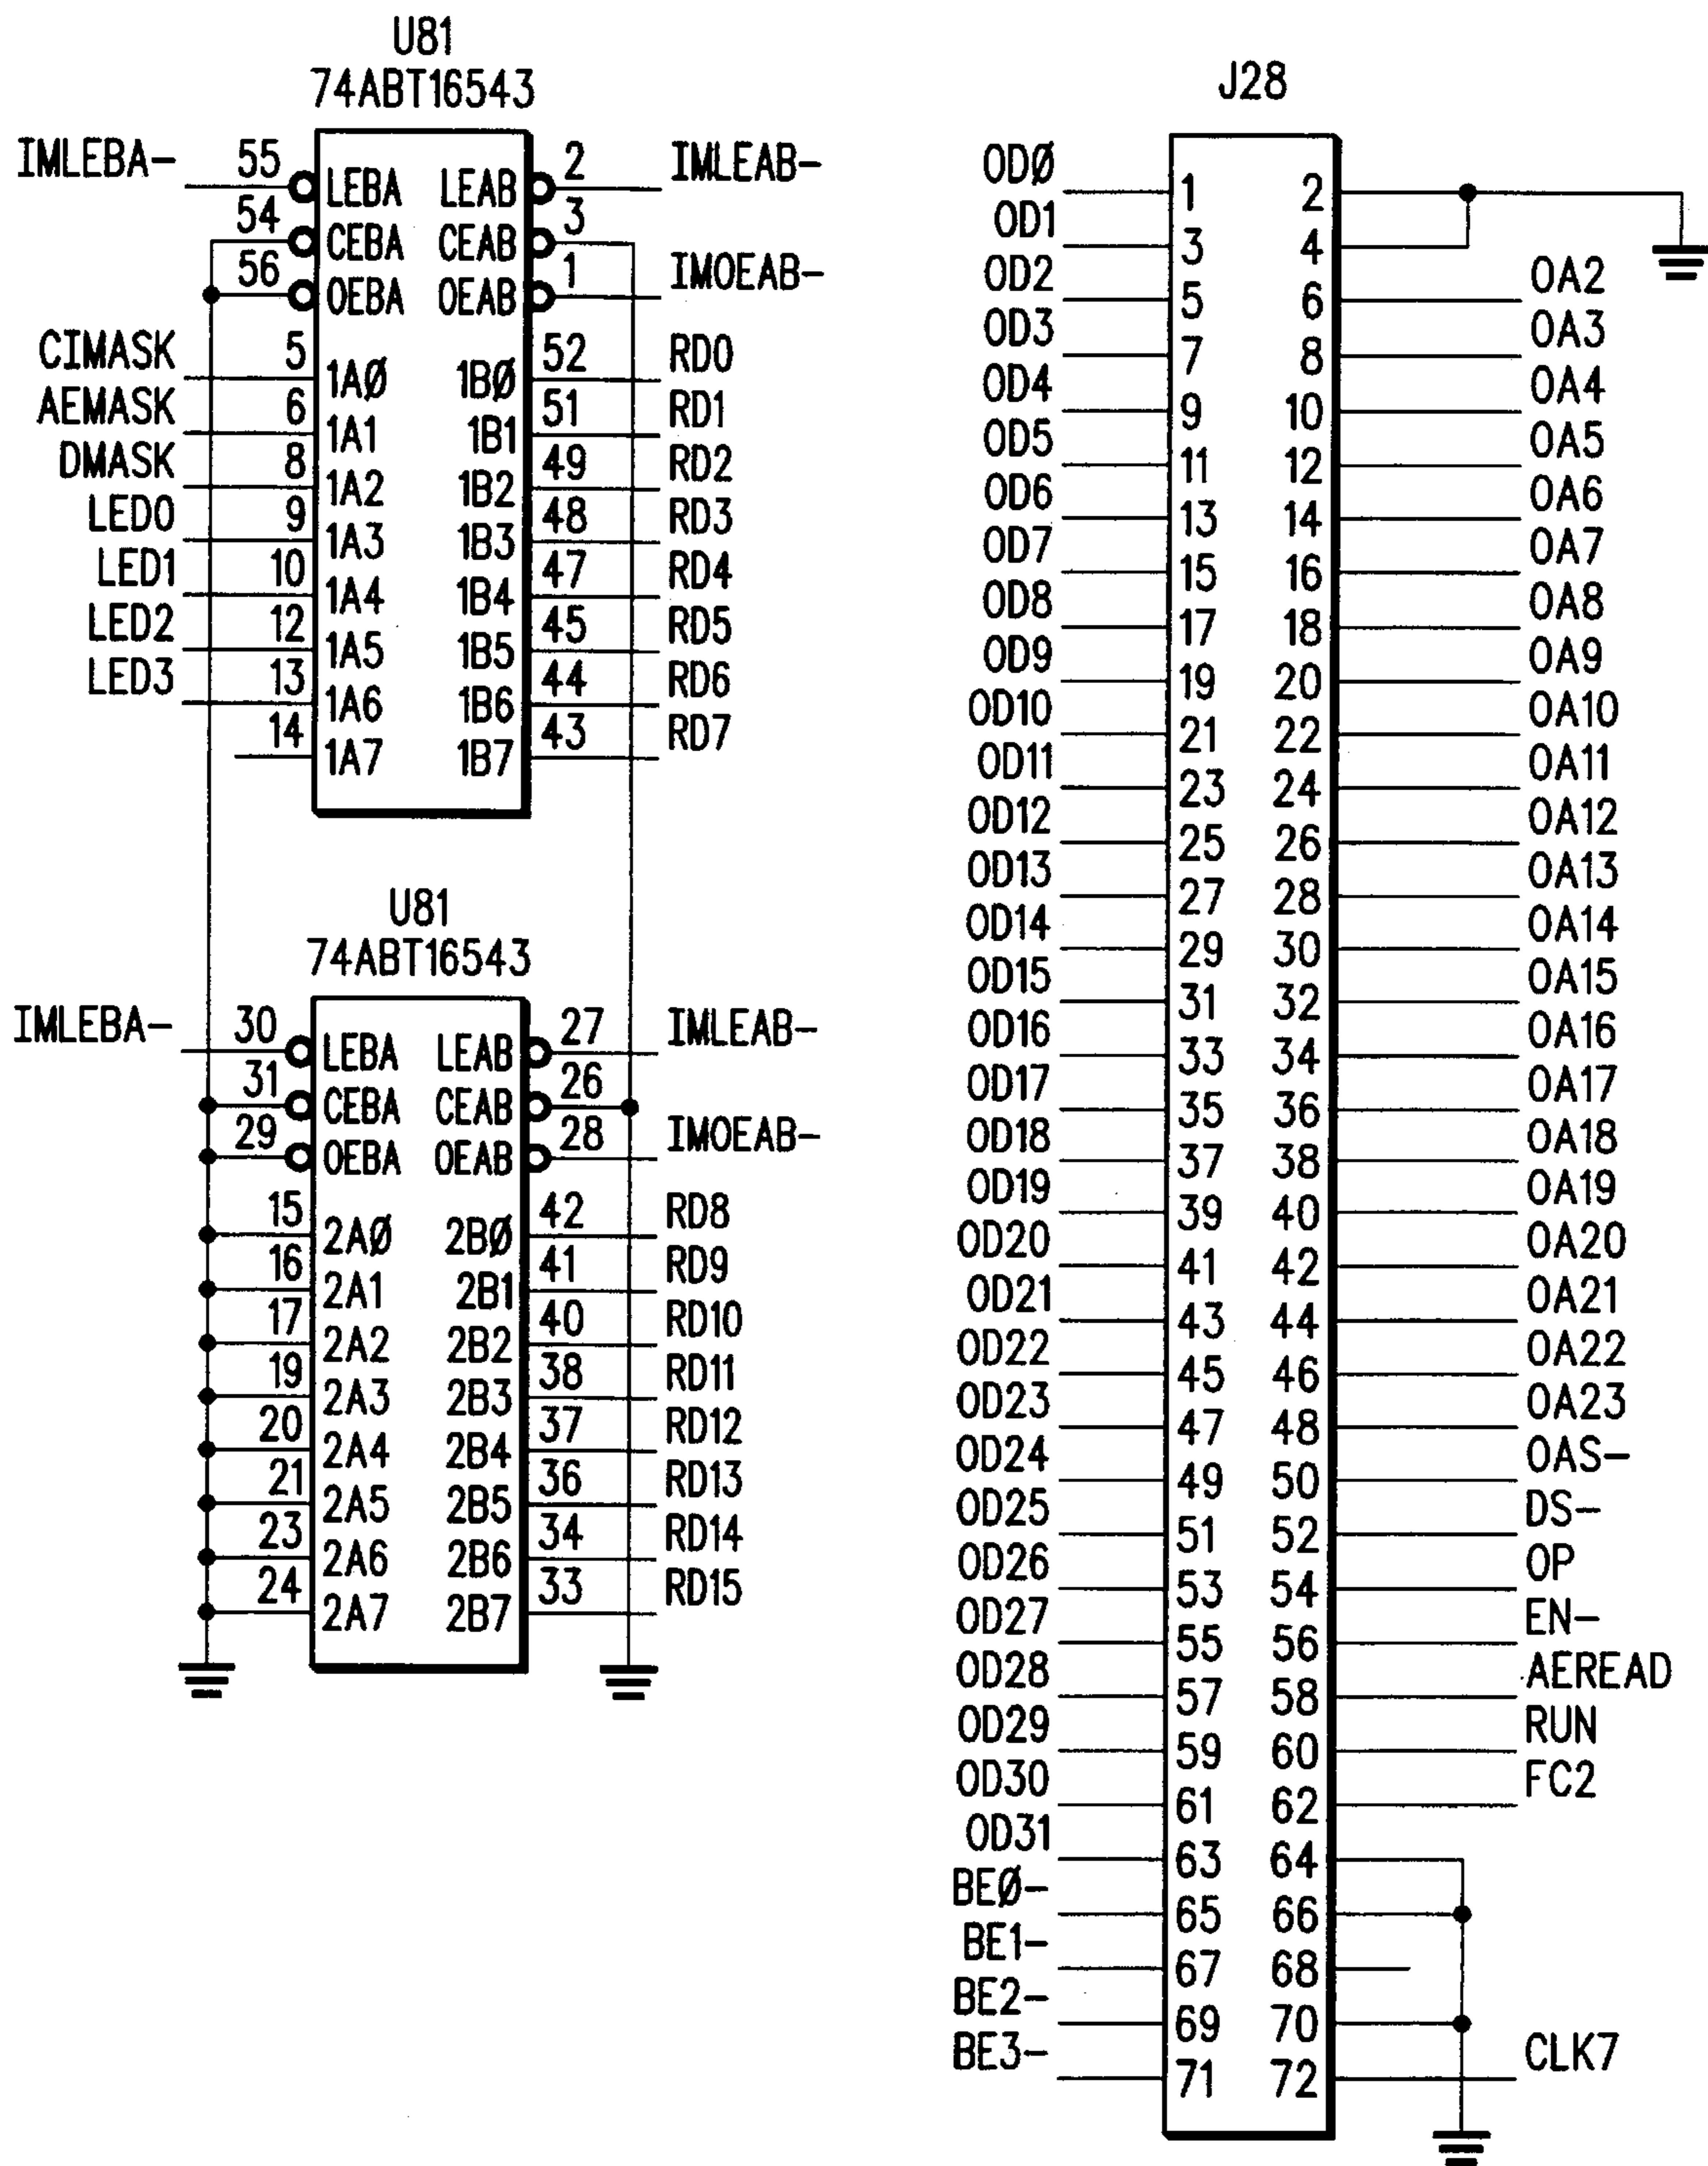 U81
74ABT16543
IMLEBA- 55 LEBA LEAB 2 IMLEAB-
54 CEBA CEAB 3
56 OEBA OEAB 1 IMOEAB-
CIMASK 5 1AØ 1BØ 52 RD0
AEMASK 6 1A1 1B1 51 RD1
DMASK 8 1A2 1B2 49 RD2
LED0 9 1A3 1B3 48 RD3
LED1 10 1A4 1B4 47 RD4
LED2 12 1A5 1B5 45 RD5
LED3 13 1A6 1B6 44 RD6
14 1A7 1B7 43 RD7
U81
74ABT16543
IMLEBA- 30 LEBA LEAB 27 IMLEAB-
31 CEBA CEAB 26
29 OEBA OEAB 28 IMOEAB-
15 2AØ 2BØ 42 RD8
16 2A1 2B1 41 RD9
17 2A2 2B2 40 RD10
19 2A3 2B3 38 RD11
20 2A4 2B4 37 RD12
21 2A5 2B5 36 RD13
23 2A6 2B6 34 RD14
24 2A7 2B7 33 RD15
J28
ODØ 1 2
OD1 3 4
OD2 5 6 OA2
OD3 7 8 OA3
OD4 9 10 OA4
OD5 11 12 OA5
OD6 13 14 OA6
OD7 15 16 OA7
OD8 17 18 OA8
OD9 19 20 OA9
OD10 21 22 OA10
OD11 23 24 OA11
OD12 25 26 OA12
OD13 27 28 OA13
OD14 29 30 OA14
OD15 31 32 OA15
OD16 33 34 OA16
OD17 35 36 OA17
OD18 37 38 OA18
OD19 39 40 OA19
OD20 41 42 OA20
OD21 43 44 OA21
OD22 45 46 OA22
OD23 47 48 OA23
OD24 49 50 OAS-
OD25 51 52 DS-
OD26 53 54 OP
OD27 55 56 EN-
OD28 57 58 AEREAD
OD29 59 60 RUN
OD30 61 62 FC2
OD31 63 64
BEØ- 65 66
BE1- 67 68
BE2- 69 70
BE3- 71 72 CLK7